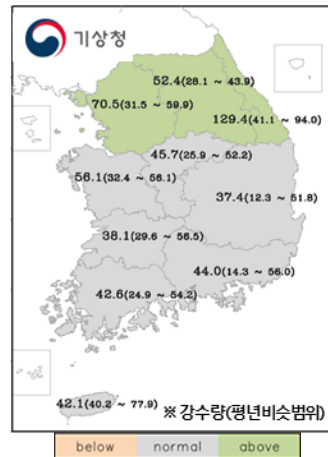 기상청
52.4(28.1 ~ 43.9)
70.5(31.5 ~ 59.9)
129.4(41.1 ~ 94.0)
45.7(25.9 ~ 52.2)
56.1(32.4 ~ 56.1)
37.4(12.3 ~ 51.8)
38.1(29.6 ~ 56.5)
44.0(14.3 ~ 56.0)
42.6(24.9 ~ 54.2)
42.1(40.2 ~ 77.9)
※ 강수량(평년비슷범위)
below normal above